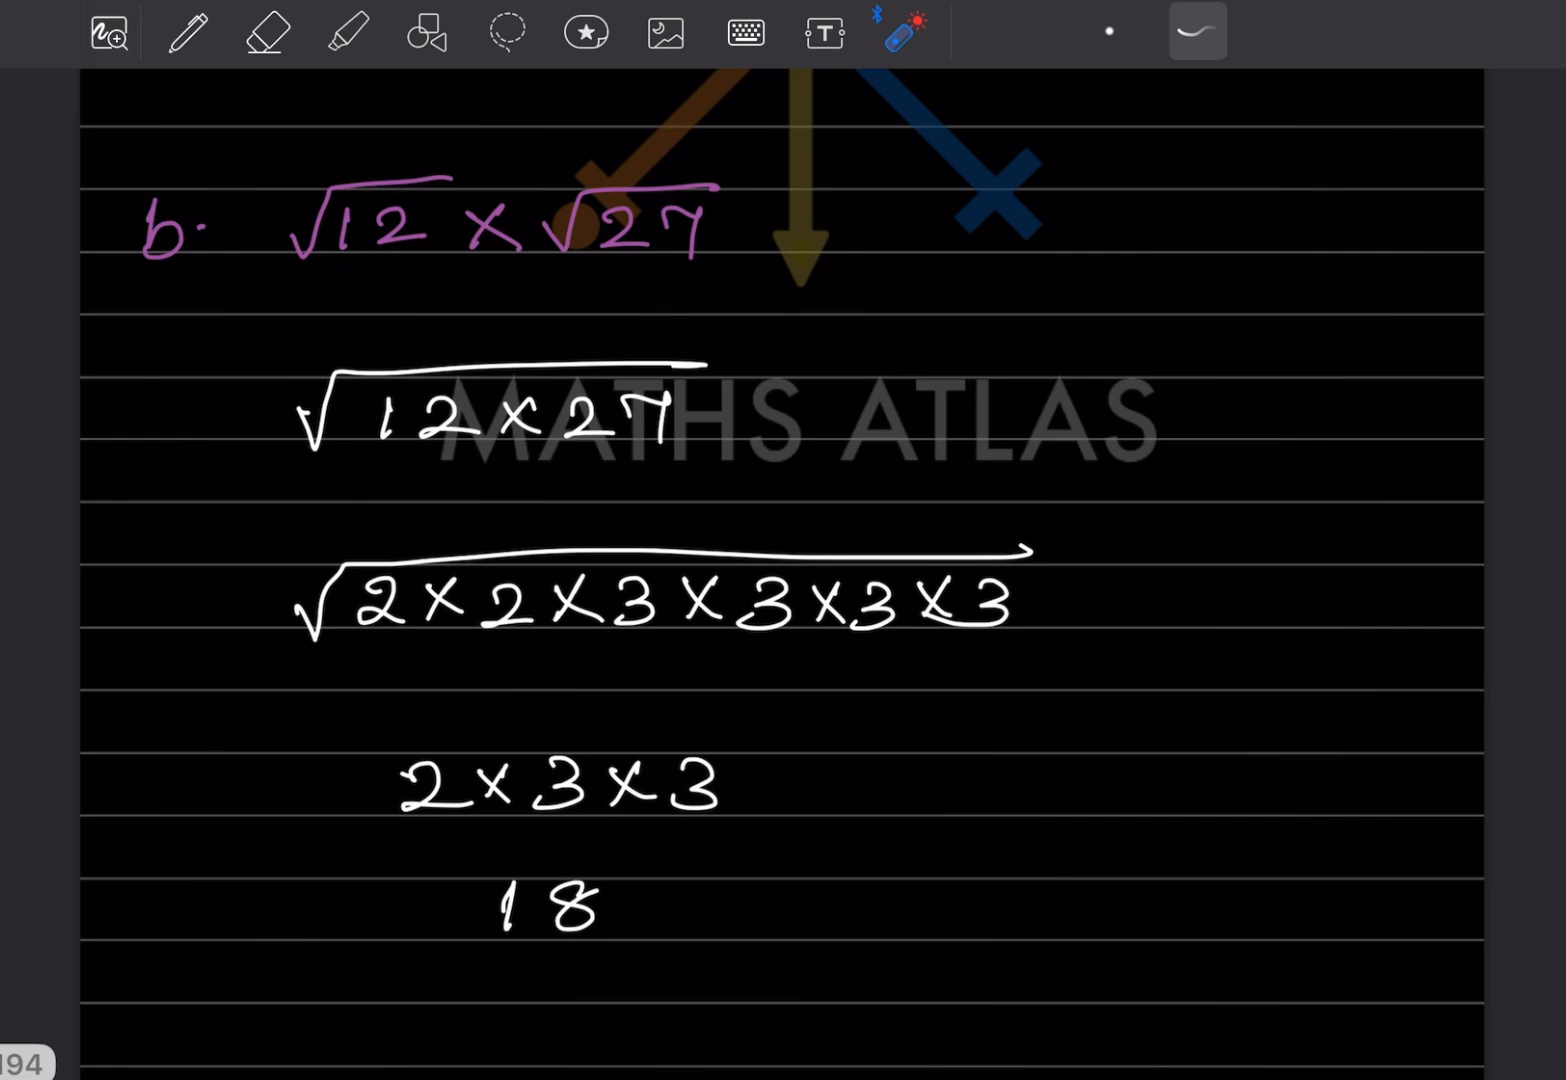 b. √12 × √27
√12 × 27
MATHS ATLAS
√2 × 2 × 3 × 3 × 3 × 3
2 × 3 × 3
18
194